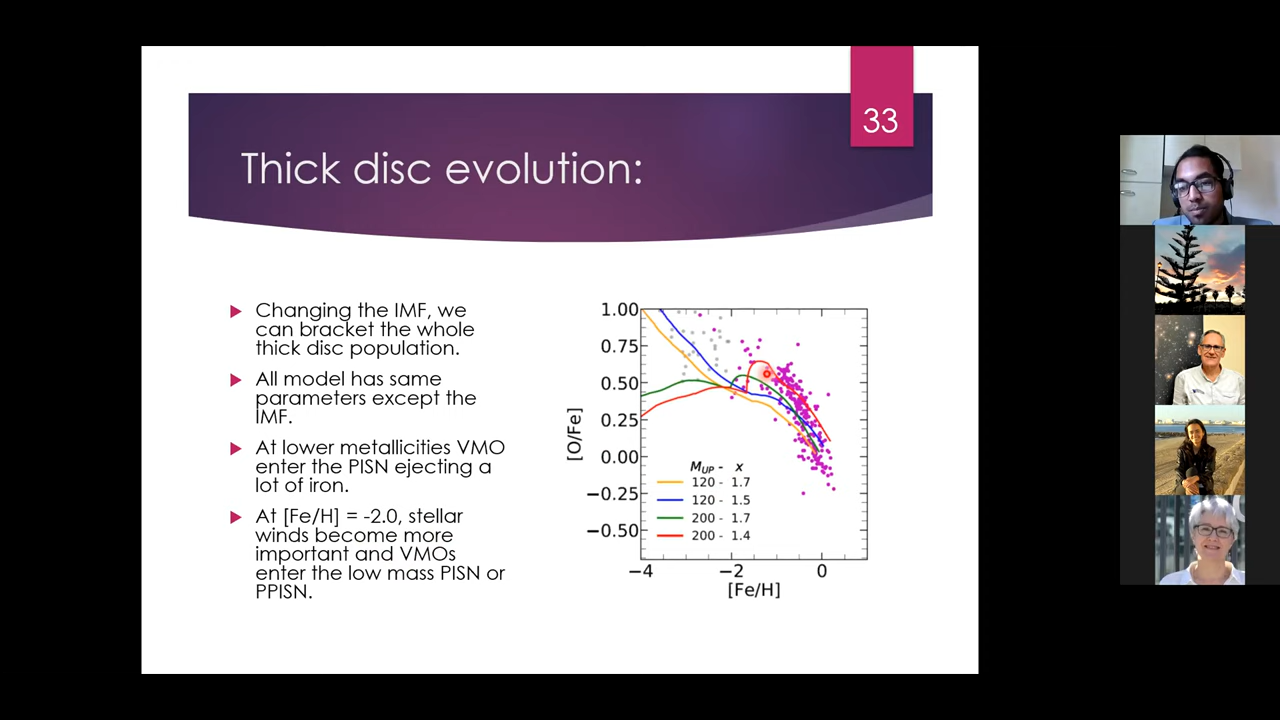 33
Thick disc evolution:
Changing the IMF, we
can bracket the whole
thick disc population.
All model has same
parameters except the
IMF.
At lower metallicities VMO
enter the PISN ejecting a
lot of iron.
At [Fe/H] = -2.0, stellar
winds become more
important and VMOs
enter the low mass PISN or
PPISN.
1.00
0.75
0.50
0.25
0.00
−0.25
−0.50
[O/Fe]
M_UP - x
120 - 1.7
120 - 1.5
200 - 1.7
200 - 1.4
−4 −2 0
[Fe/H]